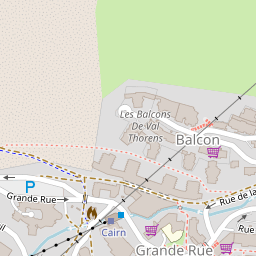 Les Balcons
De Val
Thorens
Balcon
P
Grande Rue
Rue de la
Cairn
Grande Rue